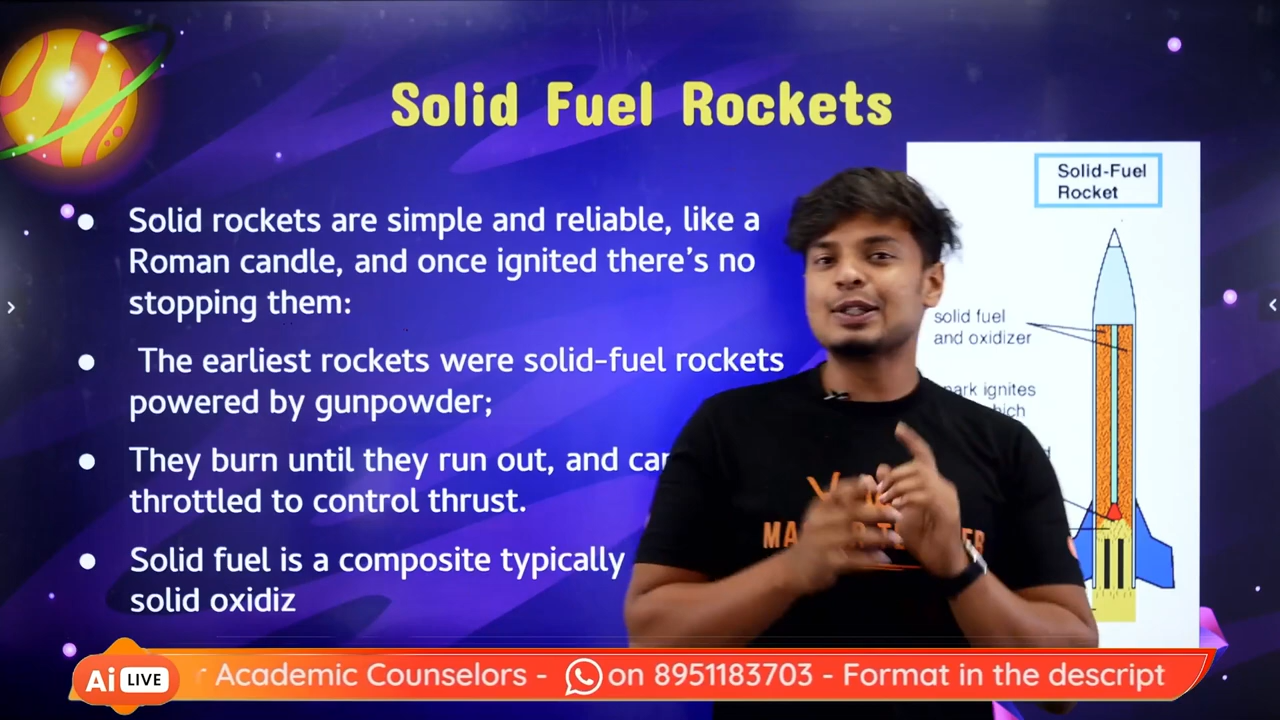 Solid Fuel Rockets
Solid-Fuel
Rocket
● Solid rockets are simple and reliable, like a
Roman candle, and once ignited there's no
stopping them:
● The earliest rockets were solid-fuel rockets
powered by gunpowder;
● They burn until they run out, and
throttled to control thrust.
● Solid fuel is a composite typically
solid oxidiz
solid fuel
and oxidizer
ignites
Ai LIVE
Academic Counselors - on 8951183703 - Format in the descript